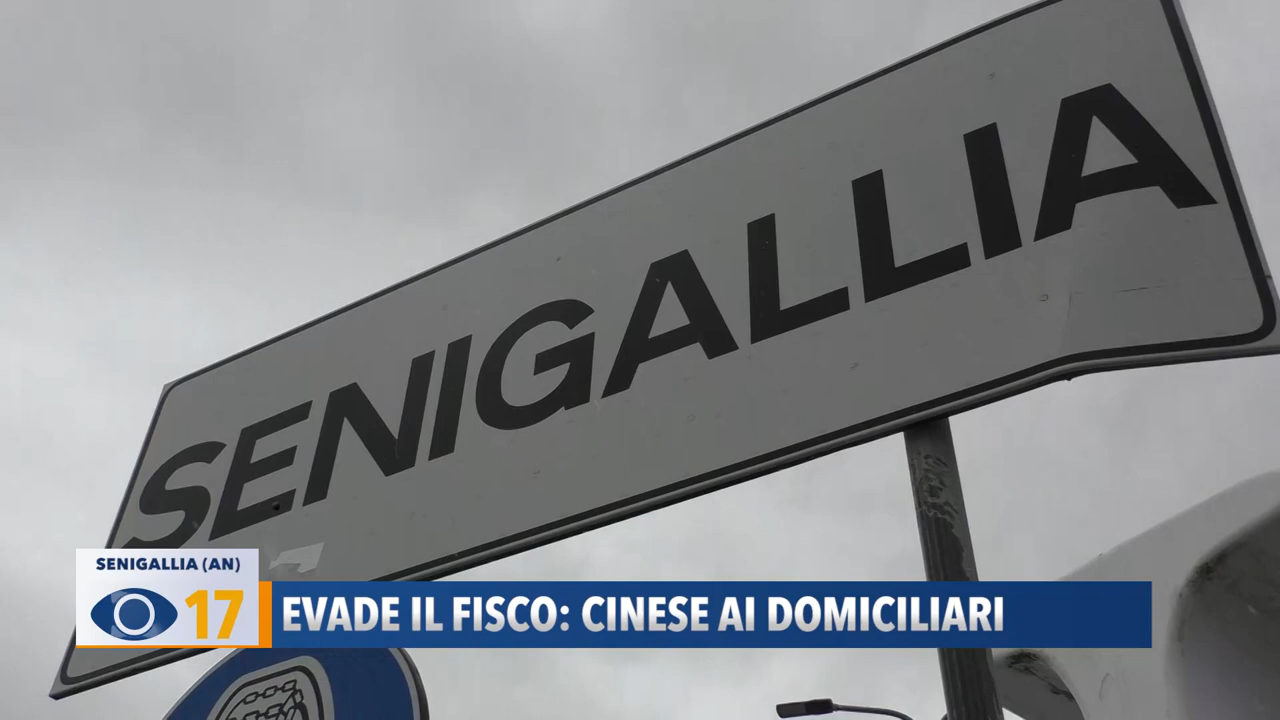 SENIGALLIA
SENIGALLIA (AN)
17
EVADE IL FISCO: CINESE AI DOMICILIARI